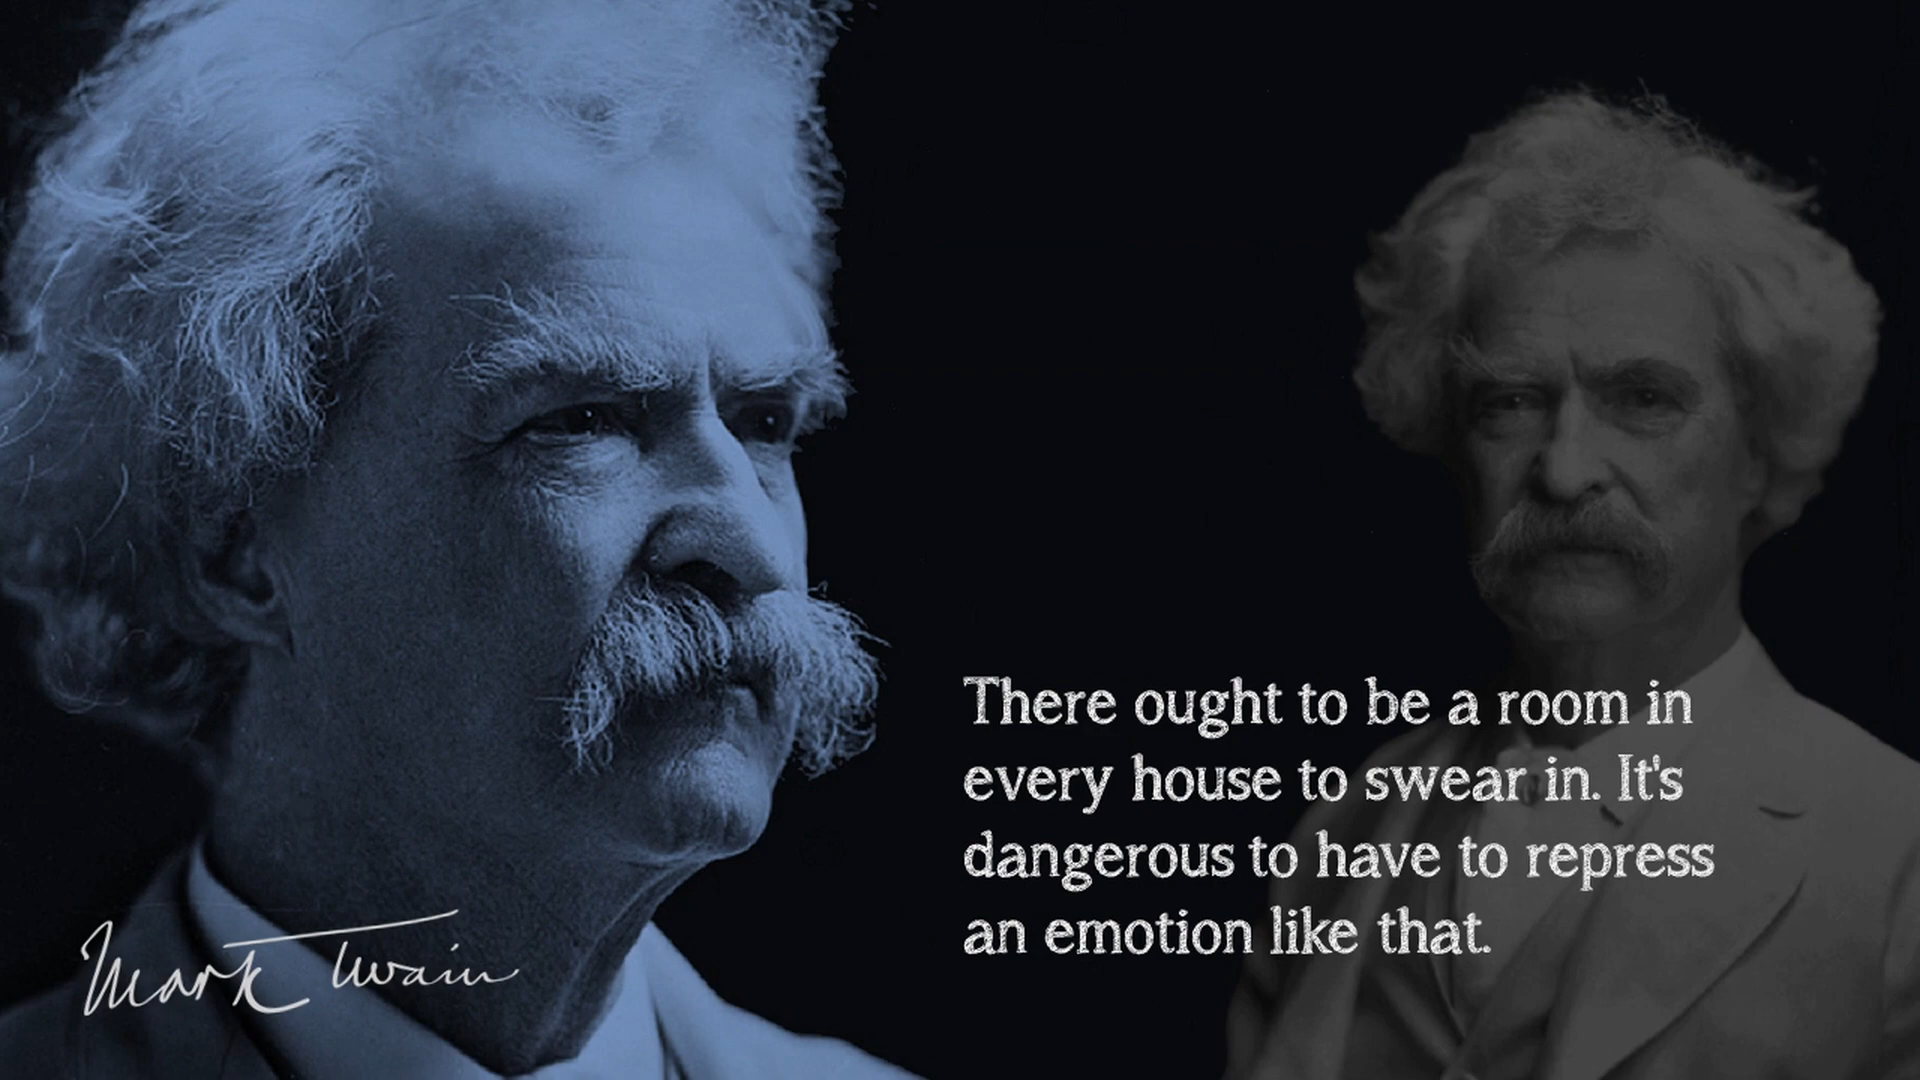 There ought to be a room in
every house to swear in. It's
dangerous to have to repress
an emotion like that.
Mark Twain